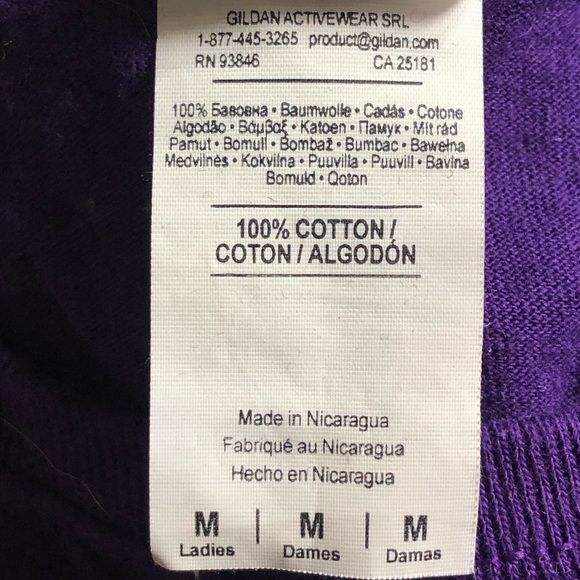 GILDAN ACTIVEWEAR SRL
1-877-445-3265 product@gildan.com
RN 93846 CA 25181
100% Бавовна • Baumwolle • Cadás • Cotone
Algodão • Βάμβαξ • Katoen • Памук • Mit rád
Pamut • Bomull • Bombaž • Bumbac • Bawełna
Medvilnės • Kokvilna • Puuvilla • Puuvill • Bavlna
Bomuld • Qoton
100% COTTON /
COTON / ALGODÓN
Made in Nicaragua
Fabriqué au Nicaragua
Hecho en Nicaragua
M | M | M
Ladies Dames Damas